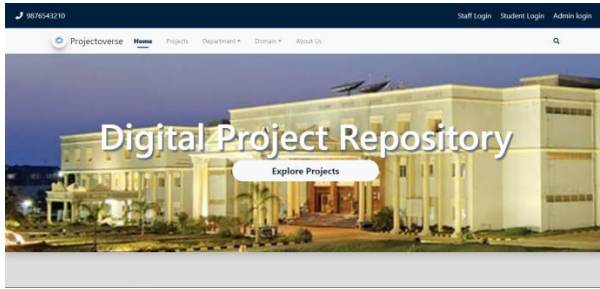 9876543210 Staff Login Student Login Admin login
Projectoverse Home Projects Department Domain About Us
Digital Project Repository
Explore Projects